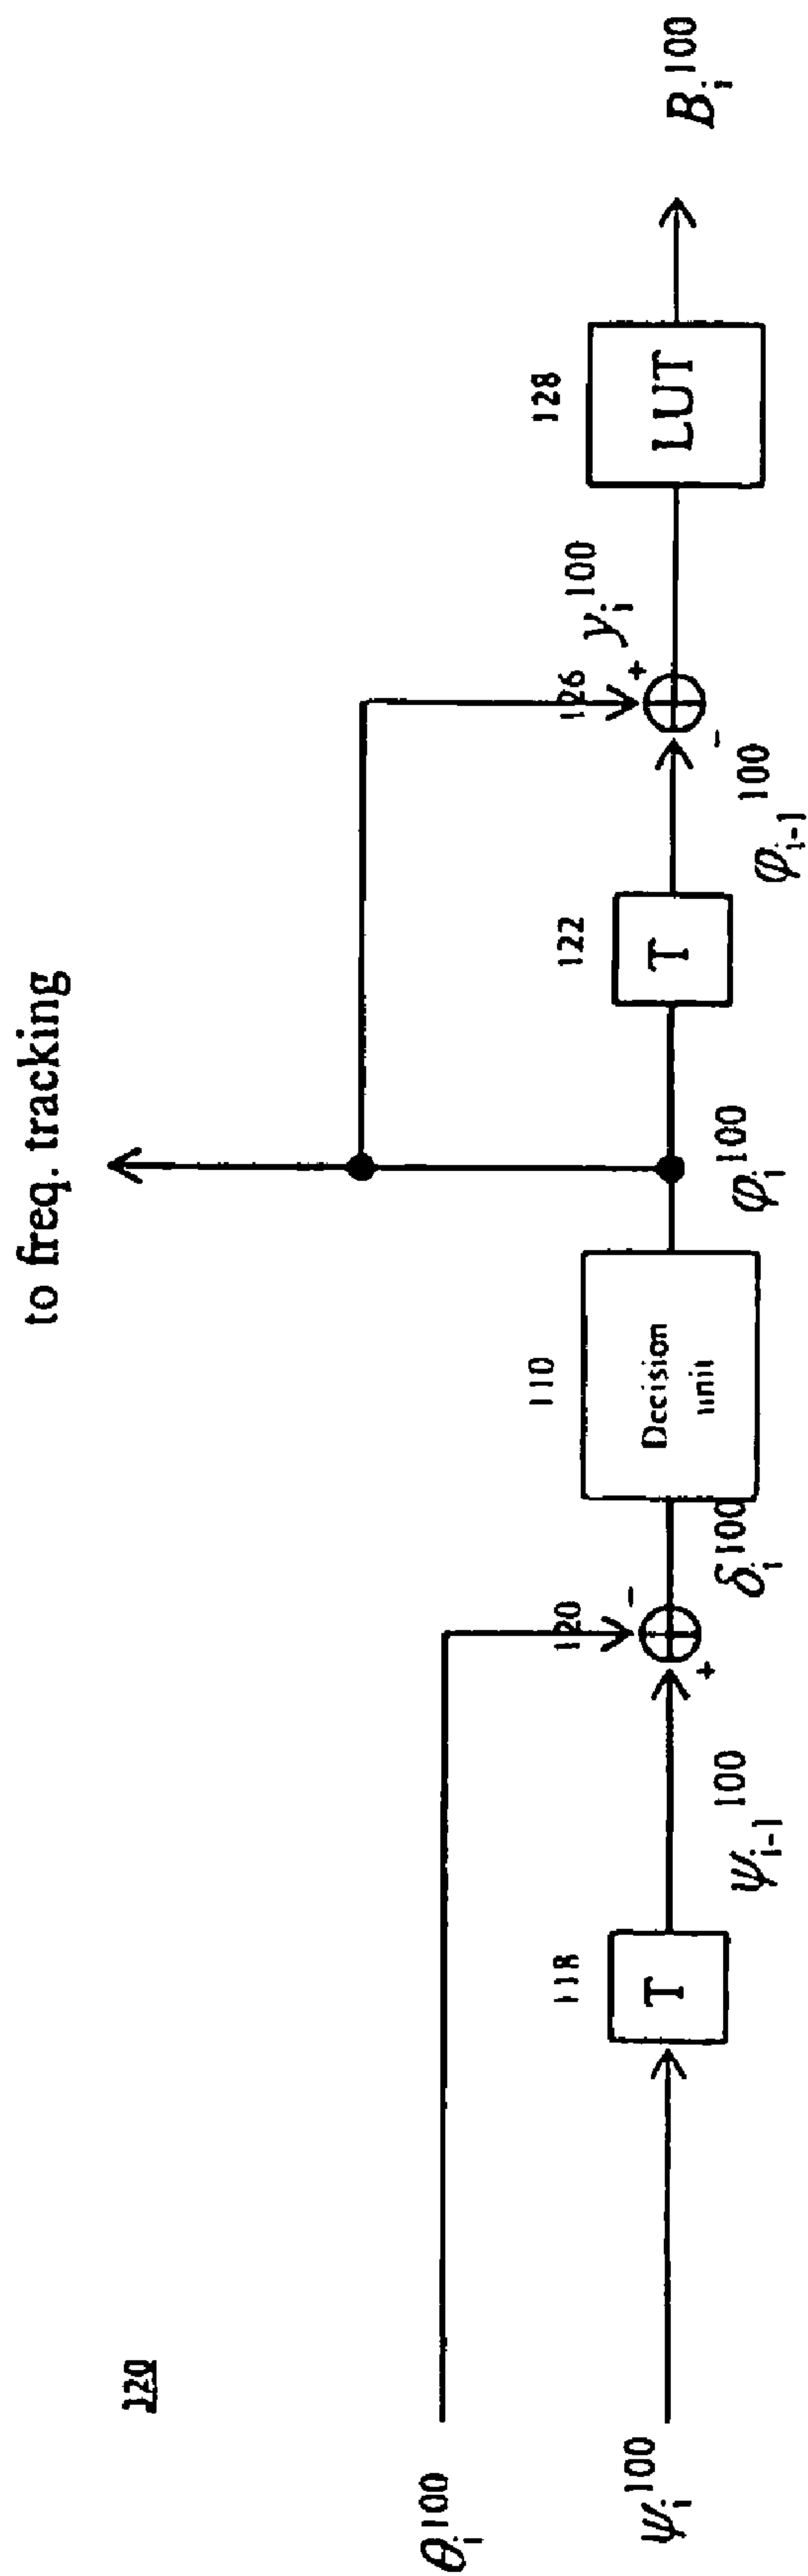 120
to freq. tracking
θᵢ¹⁰⁰
ψᵢ¹⁰⁰
118
T
ψᵢ₋₁¹⁰⁰
120
-
+
δᵢ¹⁰⁰
110
Decision
unit
φᵢ¹⁰⁰
122
T
φᵢ₋₁¹⁰⁰
126
+
-
yᵢ¹⁰⁰
128
LUT
Bᵢ¹⁰⁰